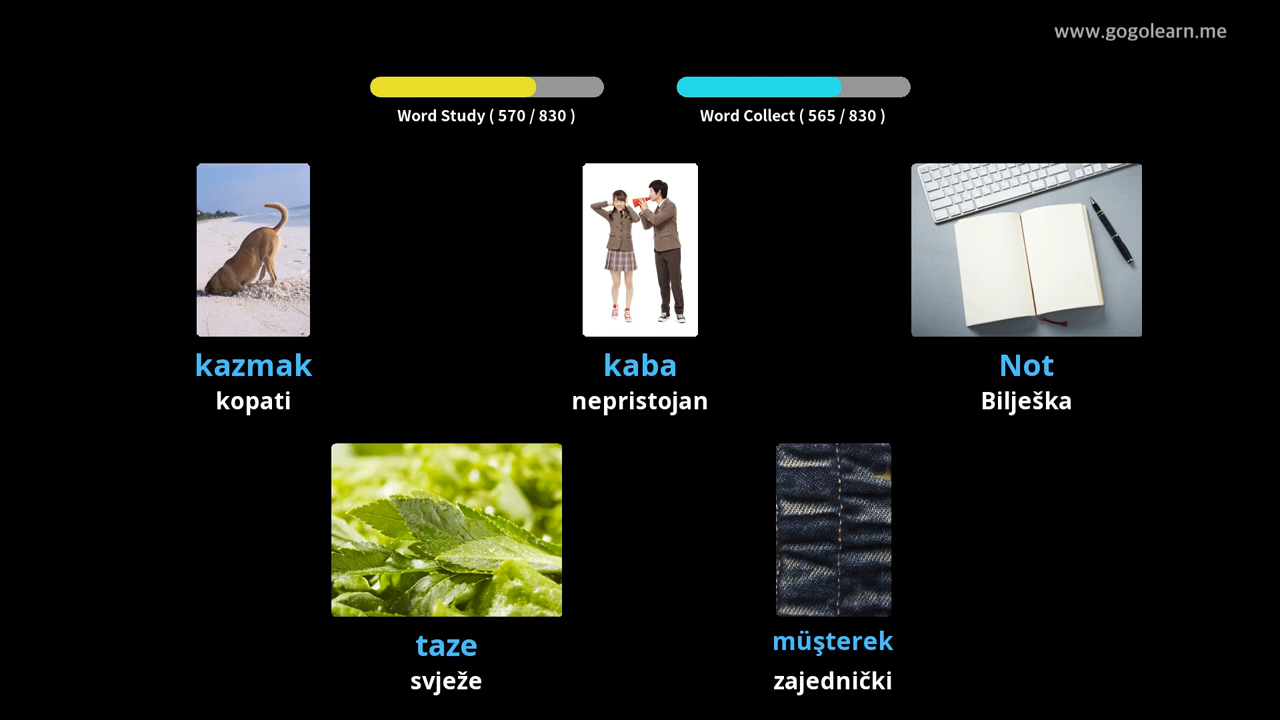 www.gogolearn.me
Word Study ( 570 / 830 )
Word Collect ( 565 / 830 )
kazmak
kopati
kaba
nepristojan
Not
Bilješka
taze
svježe
müşterek
zajednički